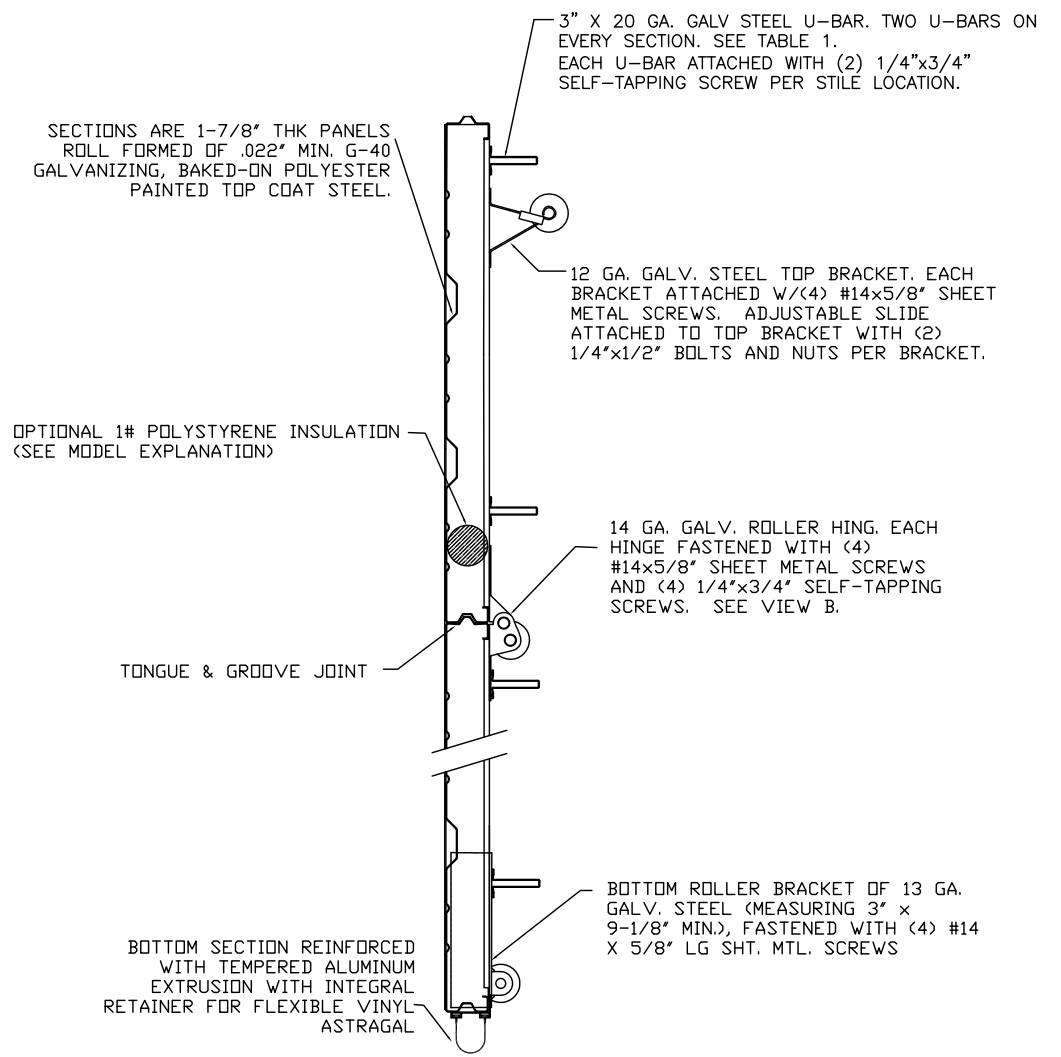 3” X 20 GA. GALV STEEL U-BAR. TWO U-BARS ON
EVERY SECTION. SEE TABLE 1.
EACH U-BAR ATTACHED WITH (2) 1/4”x3/4”
SELF-TAPPING SCREW PER STILE LOCATION.
SECTIONS ARE 1-7/8" THK PANELS
ROLL FORMED OF .022" MIN. G-40
GALVANIZING, BAKED-ON POLYESTER
PAINTED TOP COAT STEEL.
12 GA. GALV. STEEL TOP BRACKET. EACH
BRACKET ATTACHED W/(4) #14x5/8" SHEET
METAL SCREWS. ADJUSTABLE SLIDE
ATTACHED TO TOP BRACKET WITH (2)
1/4"x1/2" BOLTS AND NUTS PER BRACKET.
OPTIONAL 1# POLYSTYRENE INSULATION
(SEE MODEL EXPLANATION)
14 GA. GALV. ROLLER HING. EACH
HINGE FASTENED WITH (4)
#14x5/8" SHEET METAL SCREWS
AND (4) 1/4"x3/4" SELF-TAPPING
SCREWS. SEE VIEW B.
TONGUE & GROOVE JOINT
BOTTOM ROLLER BRACKET OF 13 GA.
GALV. STEEL (MEASURING 3" x
9-1/8" MIN.), FASTENED WITH (4) #14
X 5/8" LG SHT. MTL. SCREWS
BOTTOM SECTION REINFORCED
WITH TEMPERED ALUMINUM
EXTRUSION WITH INTEGRAL
RETAINER FOR FLEXIBLE VINYL
ASTRAGAL